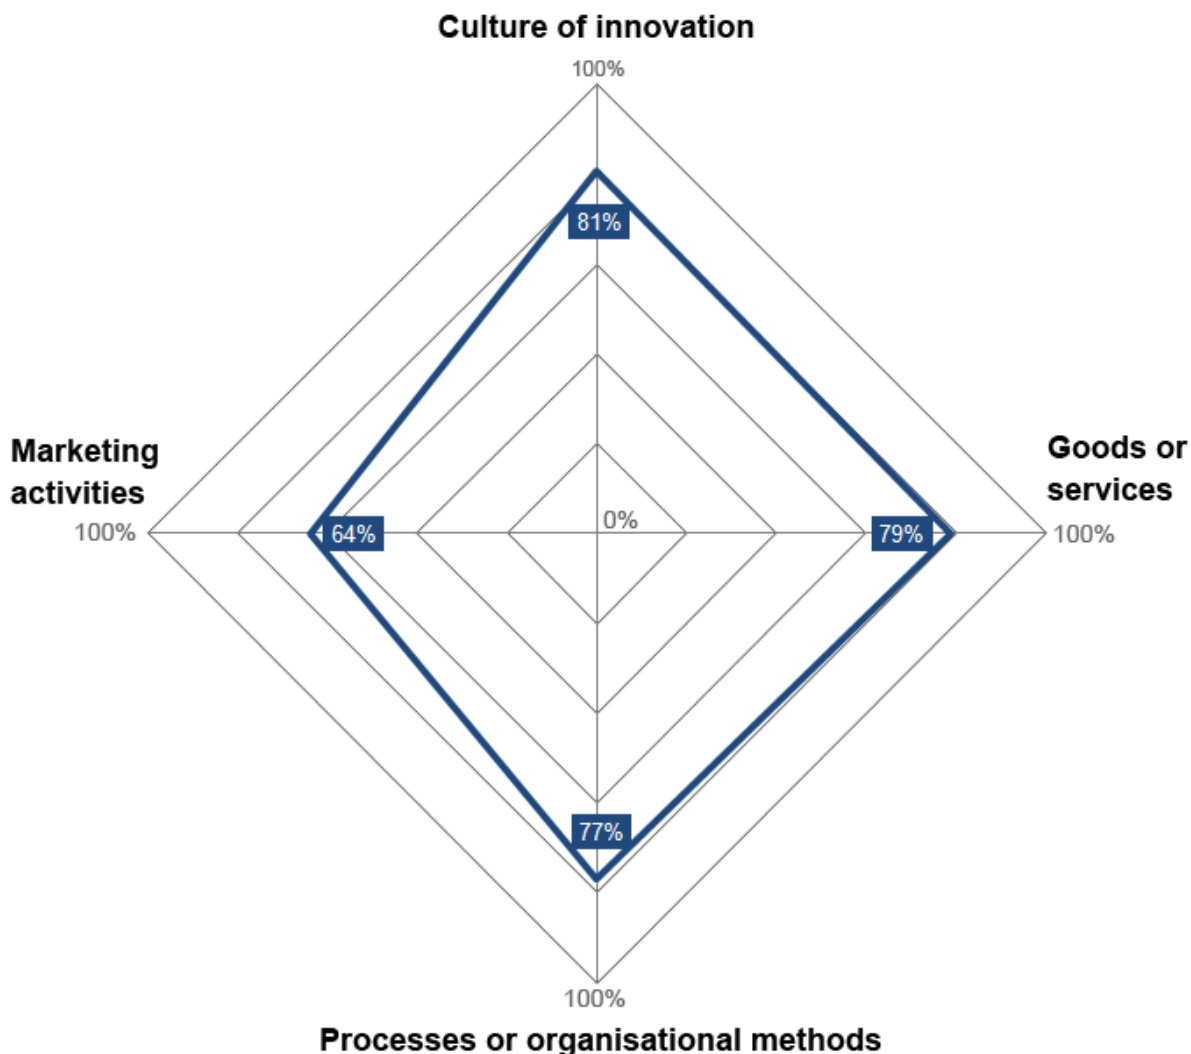 Culture of innovation
100%
81%
Marketing
activities
100%
64%
0%
79%
Goods or
services
100%
77%
100%
Processes or organisational methods